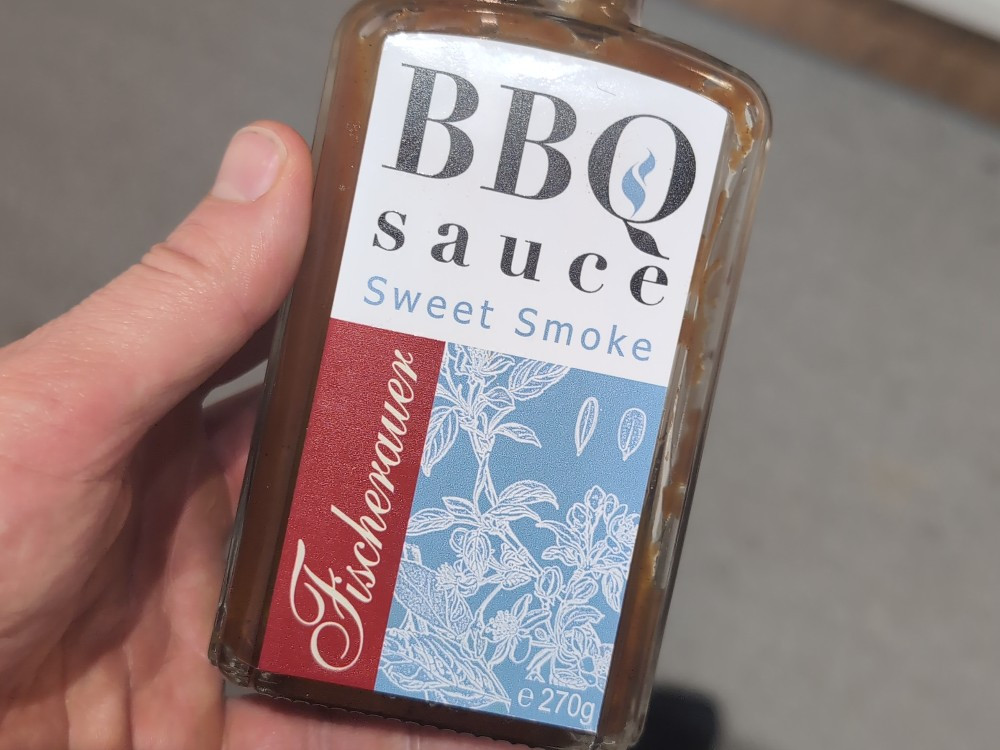 BBQ
sauce
Sweet Smoke
Fischerauer
e 270g